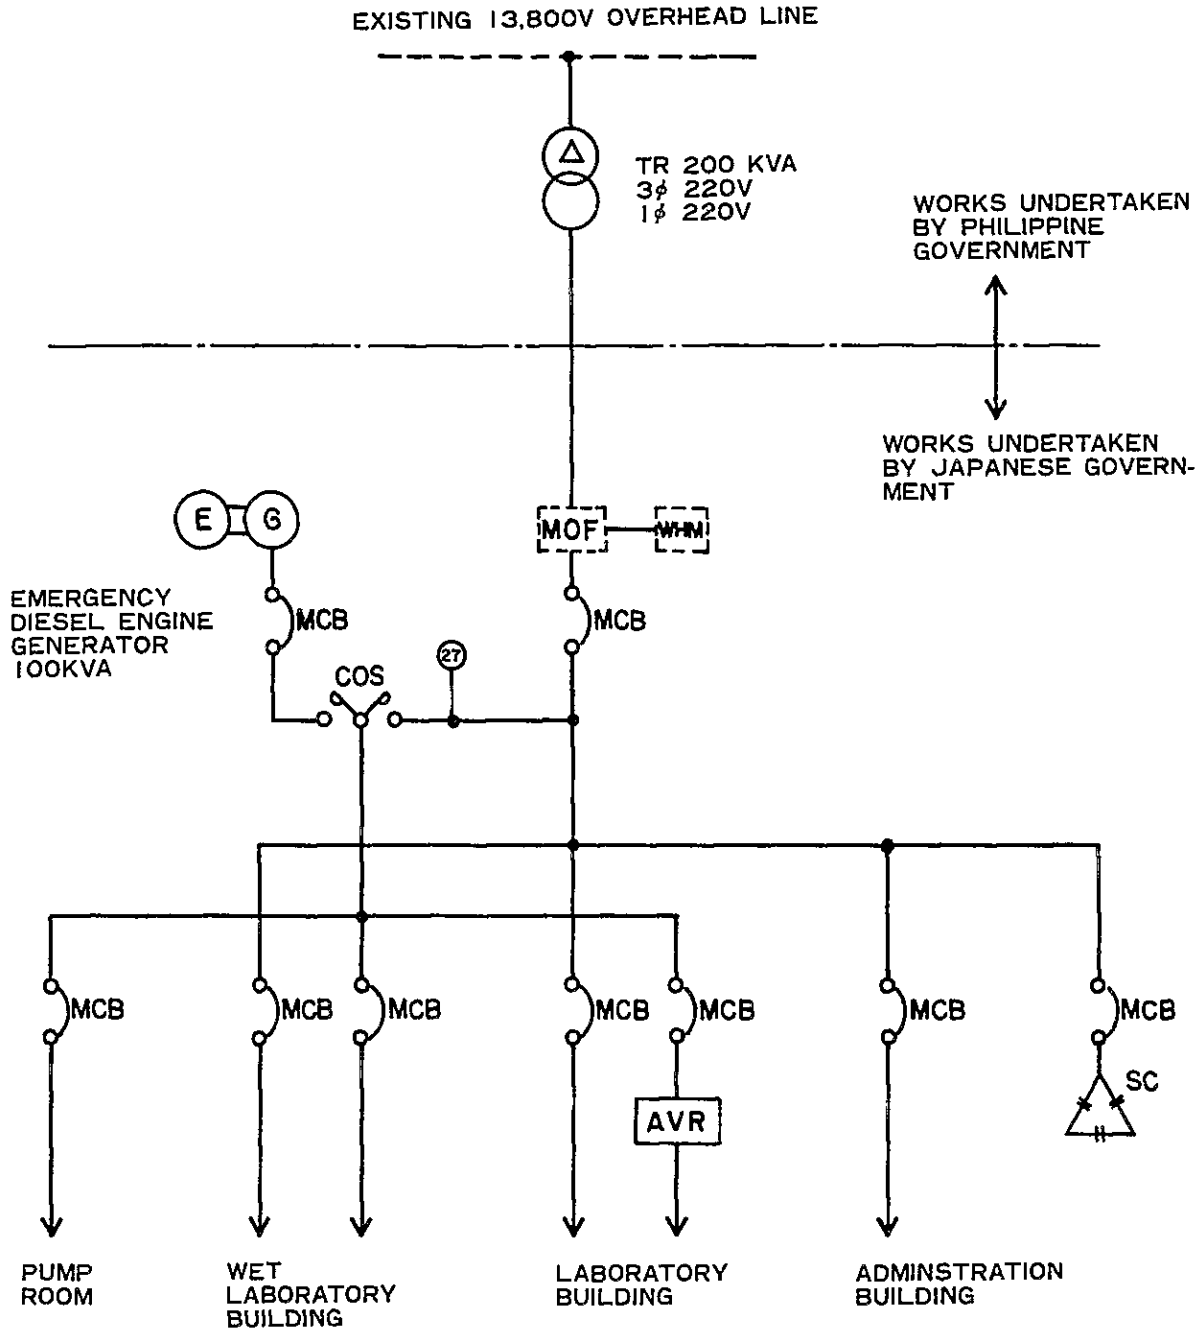 EXISTING 13,800V OVERHEAD LINE
TR 200 KVA
3ϕ 220V
1ϕ 220V
WORKS UNDERTAKEN
BY PHILIPPINE
GOVERNMENT
WORKS UNDERTAKEN
BY JAPANESE GOVERN-
MENT
E G
MOF WHM
EMERGENCY
DIESEL ENGINE
GENERATOR
100KVA
MCB
MCB
27
COS
MCB MCB MCB MCB MCB MCB MCB
SC
AVR
PUMP
ROOM
WET
LABORATORY
BUILDING
LABORATORY
BUILDING
ADMINSTRATION
BUILDING